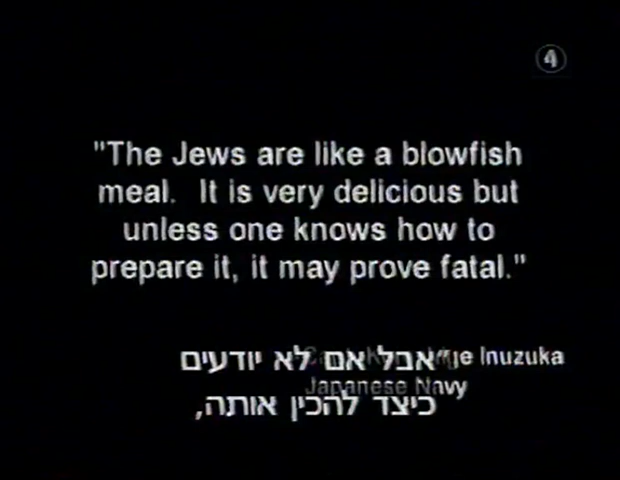 4
"The Jews are like a blowfish
meal. It is very delicious but
unless one knows how to
prepare it, it may prove fatal."
Inuzuka
Japanese Navy
"אבל אם לא יודעים
כיצד להכין אותה,